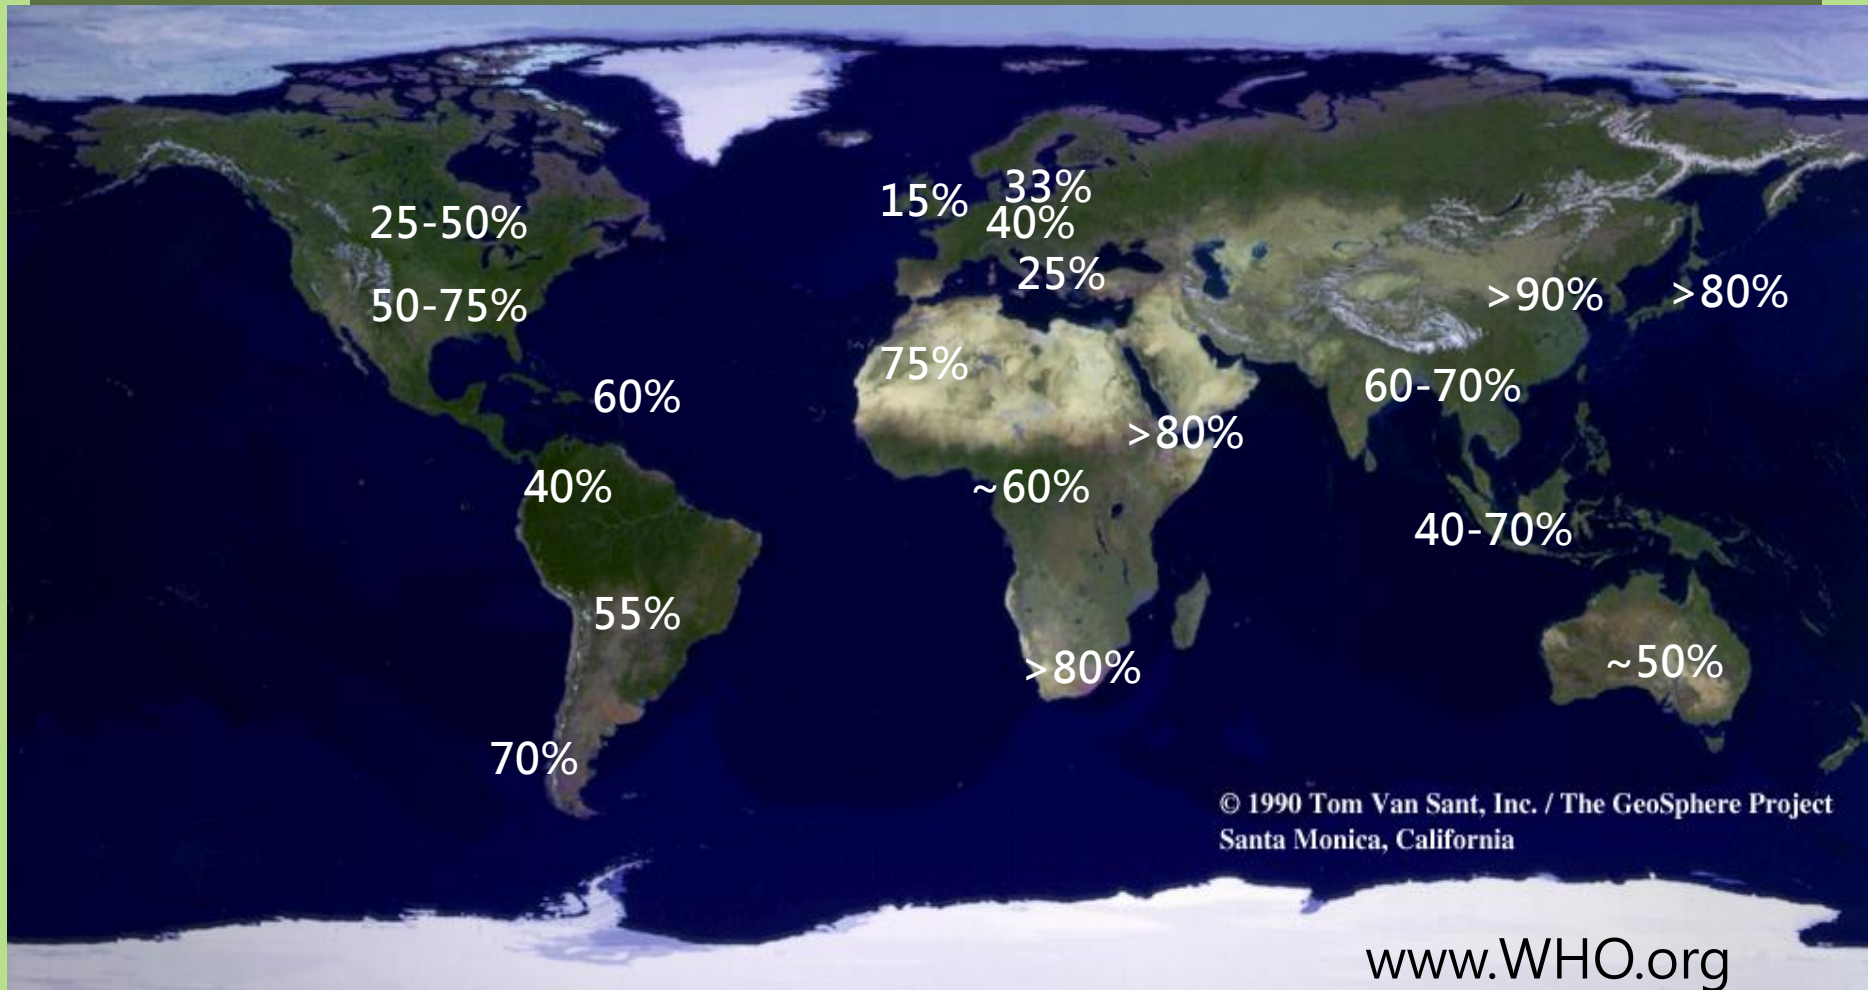 15% 33%
25-50% 40%
25%
50-75% >90% >80%
75%
60% 60-70%
>80%
40% ~60%
40-70%
55%
>80% ~50%
70%
© 1990 Tom Van Sant, Inc. / The GeoSphere Project
Santa Monica, California
www.WHO.org